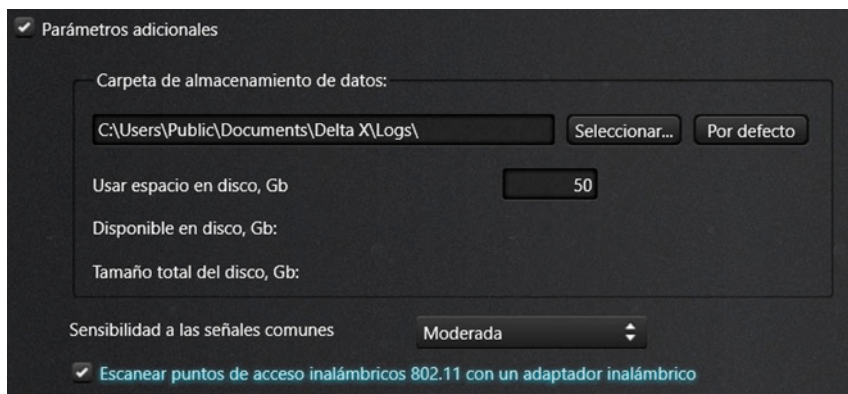 Parámetros adicionales
Carpeta de almacenamiento de datos:
C:\Users\Public\Documents\Delta X\Logs\ Seleccionar... Por defecto
Usar espacio en disco, Gb 50
Disponible en disco, Gb:
Tamaño total del disco, Gb:
Sensibilidad a las señales comunes Moderada
Escanear puntos de acceso inalámbricos 802.11 con un adaptador inalámbrico